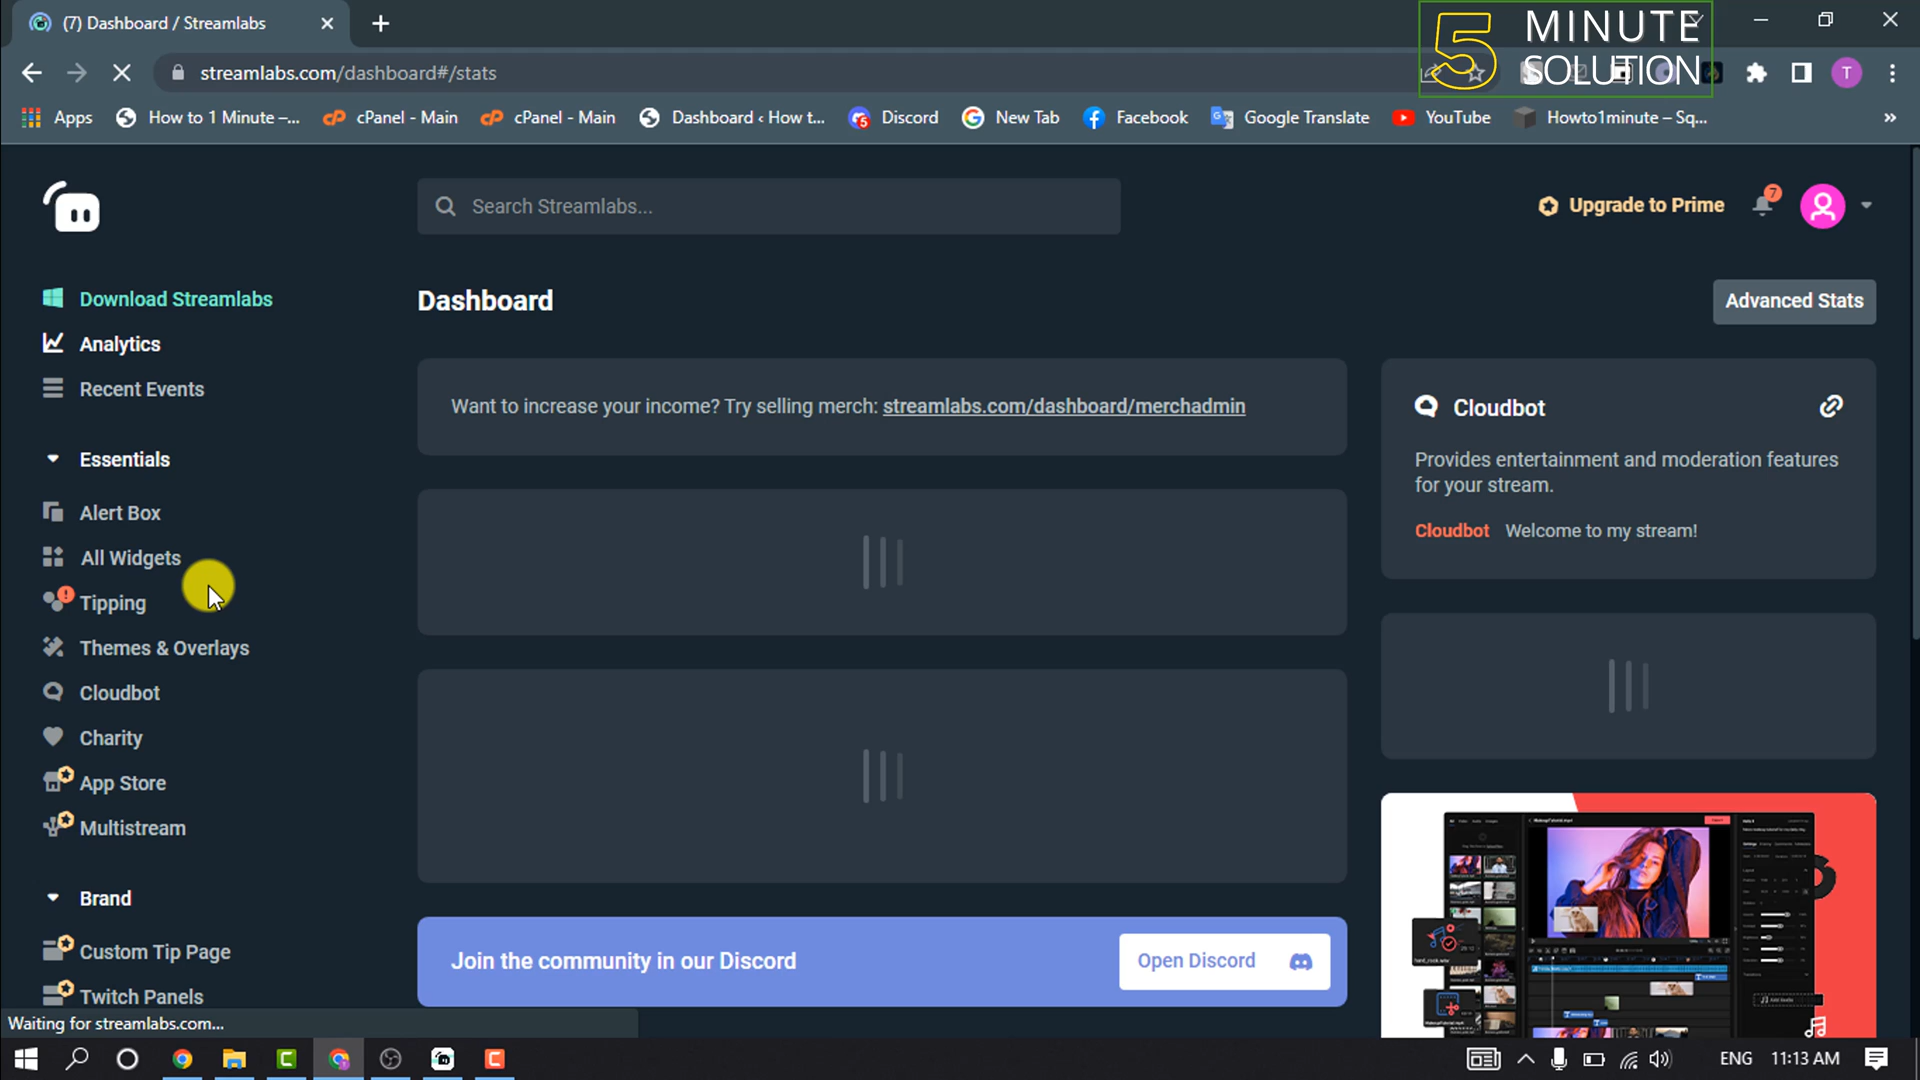 (7) Dashboard / Streamlabs
5 MINUTE
SOLUTION
streamlabs.com/dashboard#/stats
T
Apps
How to 1 Minute –...
cPanel - Main
cPanel - Main
Dashboard ‹ How t...
Discord
New Tab
Facebook
Google Translate
YouTube
Howto1minute – Sq...
»
Search Streamlabs...
Upgrade to Prime
7
Download Streamlabs
Analytics
Recent Events
Essentials
Alert Box
All Widgets
Tipping
Themes & Overlays
Cloudbot
Charity
App Store
Multistream
Brand
Custom Tip Page
Twitch Panels
Dashboard
Advanced Stats
Want to increase your income? Try selling merch: streamlabs.com/dashboard/merchadmin
Cloudbot
Provides entertainment and moderation features
for your stream.
Cloudbot Welcome to my stream!
Join the community in our Discord
Open Discord
Waiting for streamlabs.com...
ENG
11:13 AM